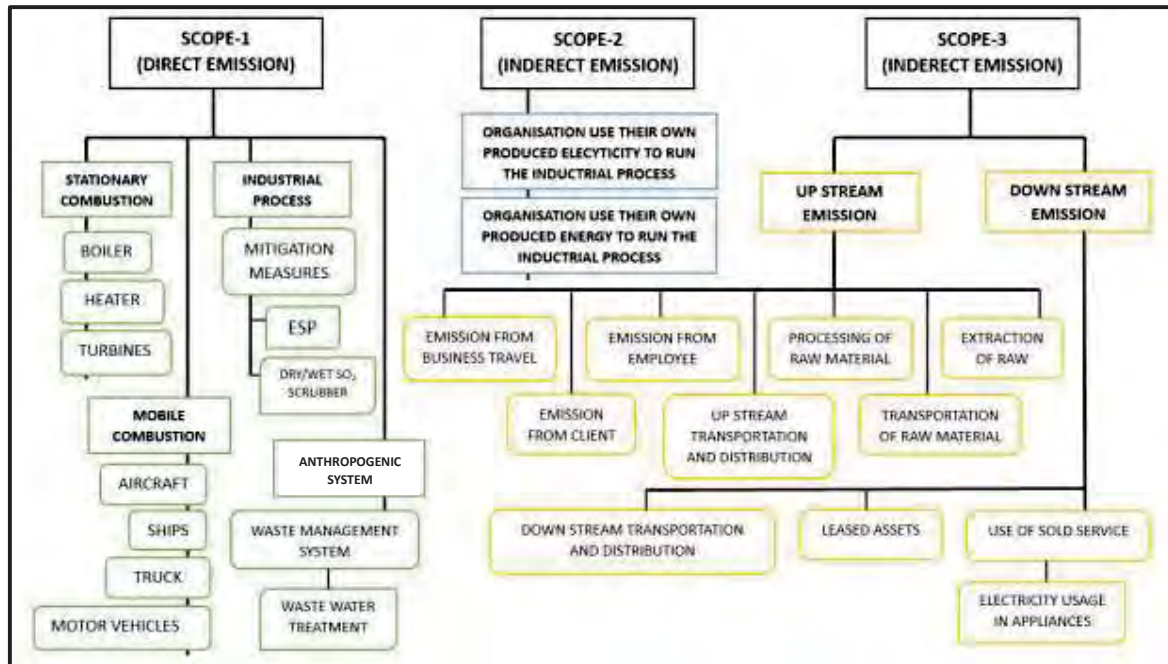 SCOPE-1
(DIRECT EMISSION)
STATIONARY
COMBUSTION
BOILER
HEATER
TURBINES
MOBILE
COMBUSTION
AIRCRAFT
SHIPS
TRUCK
MOTOR VEHICLES
INDUSTRIAL
PROCESS
MITIGATION
MEASURES
ESP
DRY/WET SO₂
SCRUBBER
ANTHROPOGENIC
SYSTEM
WASTE MANAGEMENT
SYSTEM
WASTE WATER
TREATMENT
SCOPE-2
(INDERECT EMISSION)
ORGANISATION USE THEIR OWN
PRODUCED ELECYTICITY TO RUN
THE INDUCTRIAL PROCESS
ORGANISATION USE THEIR OWN
PRODUCED ENERGY TO RUN THE
INDUCTRIAL PROCESS
SCOPE-3
(INDERECT EMISSION)
UP STREAM
EMISSION
DOWN STREAM
EMISSION
EMISSION FROM
BUSINESS TRAVEL
EMISSION FROM
EMPLOYEE
PROCESSING OF
RAW MATERIAL
EXTRACTION
OF RAW
EMISSION
FROM CLIENT
UP STREAM
TRANSPORTATION
AND DISTRIBUTION
TRANSPORTATION
OF RAW MATERIAL
DOWN STREAM TRANSPORTATION
AND DISTRIBUTION
LEASED ASSETS
USE OF SOLD SERVICE
ELECTRICITY USAGE
IN APPLIANCES